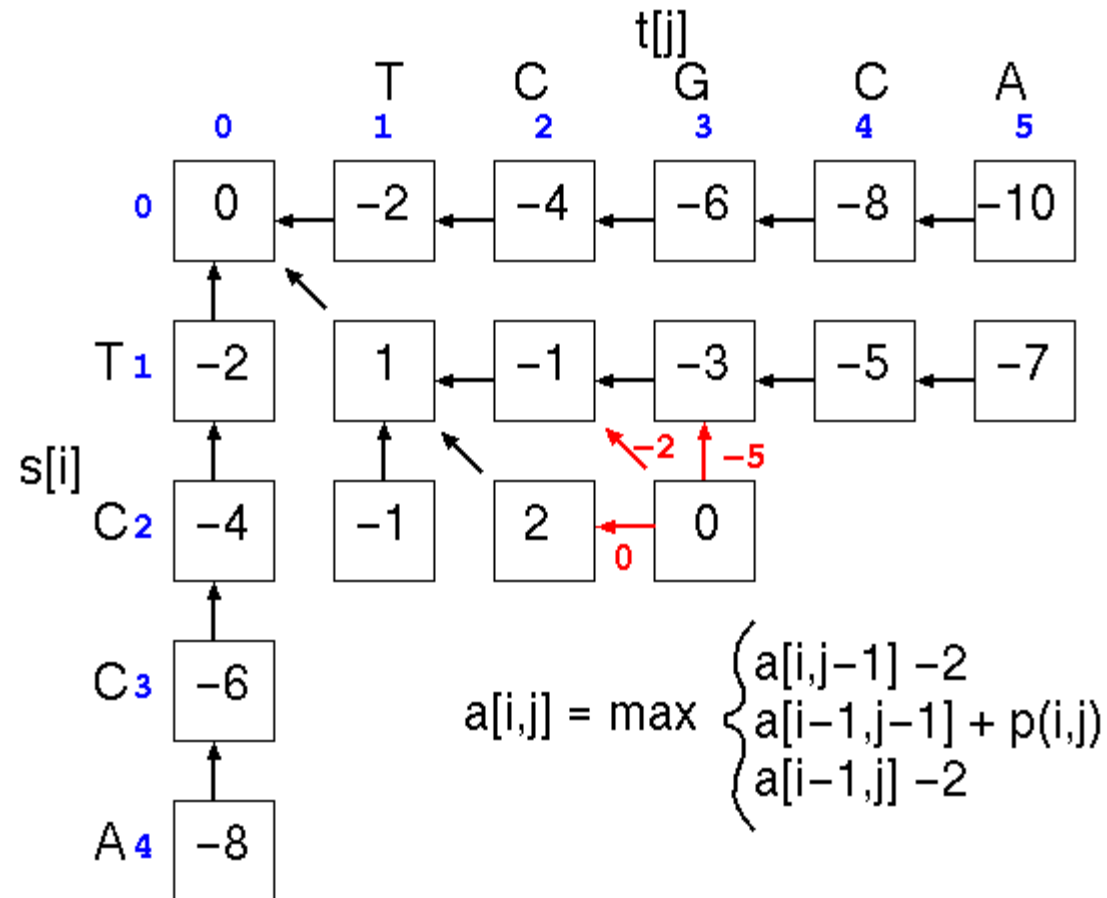 t[j]
T C G C A
0 1 2 3 4 5
0 0 −2 −4 −6 −8 −10
T 1 −2 1 −1 −3 −5 −7
−2 −5
s[i]
C 2 −4 −1 2 0
0
a[i,j−1] −2
C 3 −6
a[i,j] = max
a[i−1,j−1] + p(i,j)
a[i−1,j] −2
A 4 −8